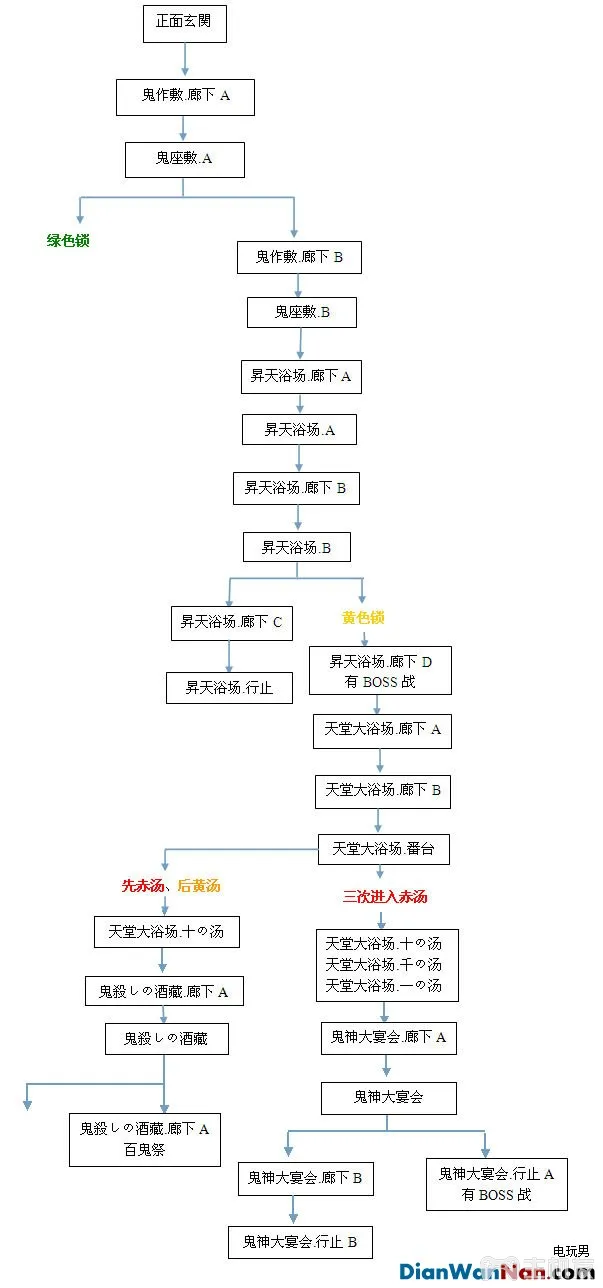 正面玄関
鬼作敷.廊下 A
鬼座敷.A
绿色锁
鬼作敷.廊下 B
鬼座敷.B
昇天浴场.廊下 A
昇天浴场.A
昇天浴场.廊下 B
昇天浴场.B
昇天浴场.廊下 C
黄色锁
昇天浴场.行止
昇天浴场.廊下 D
有 BOSS 战
天堂大浴场.廊下 A
天堂大浴场.廊下 B
天堂大浴场.番台
先赤汤、后黄汤
三次进入赤汤
天堂大浴场.十の汤
天堂大浴场.十の汤
天堂大浴场.千の汤
天堂大浴场.一の汤
鬼殺しの酒藏.廊下 A
鬼殺しの酒藏
鬼神大宴会.廊下 A
鬼神大宴会
鬼殺しの酒藏.廊下 A
百鬼祭
鬼神大宴会.廊下 B
鬼神大宴会.行止 A
有 BOSS 战
鬼神大宴会.行止 B
电玩男
DianWanNan.com